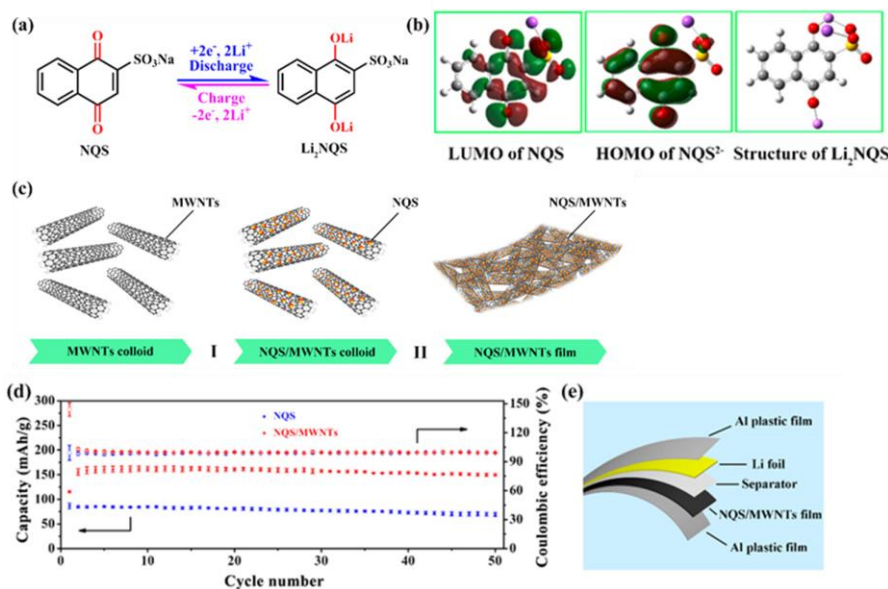 (a)
O
SO₃Na
O
NQS
+2e⁻, 2Li⁺
Discharge
Charge
-2e⁻, 2Li⁺
OLi
SO₃Na
OLi
Li₂NQS
(b)
LUMO of NQS
HOMO of NQS²⁻
Structure of Li₂NQS
(c)
MWNTs
NQS
NQS/MWNTs
MWNTs colloid
I
NQS/MWNTs colloid
II
NQS/MWNTs film
(d)
Capacity (mAh/g)
300
250
200
150
100
50
0
NQS
NQS/MWNTs
150
120
90
60
30
0
Coulombic efficiency (%)
0 10 20 30 40 50
Cycle number
(e)
Al plastic film
Li foil
Separator
NQS/MWNTs film
Al plastic film